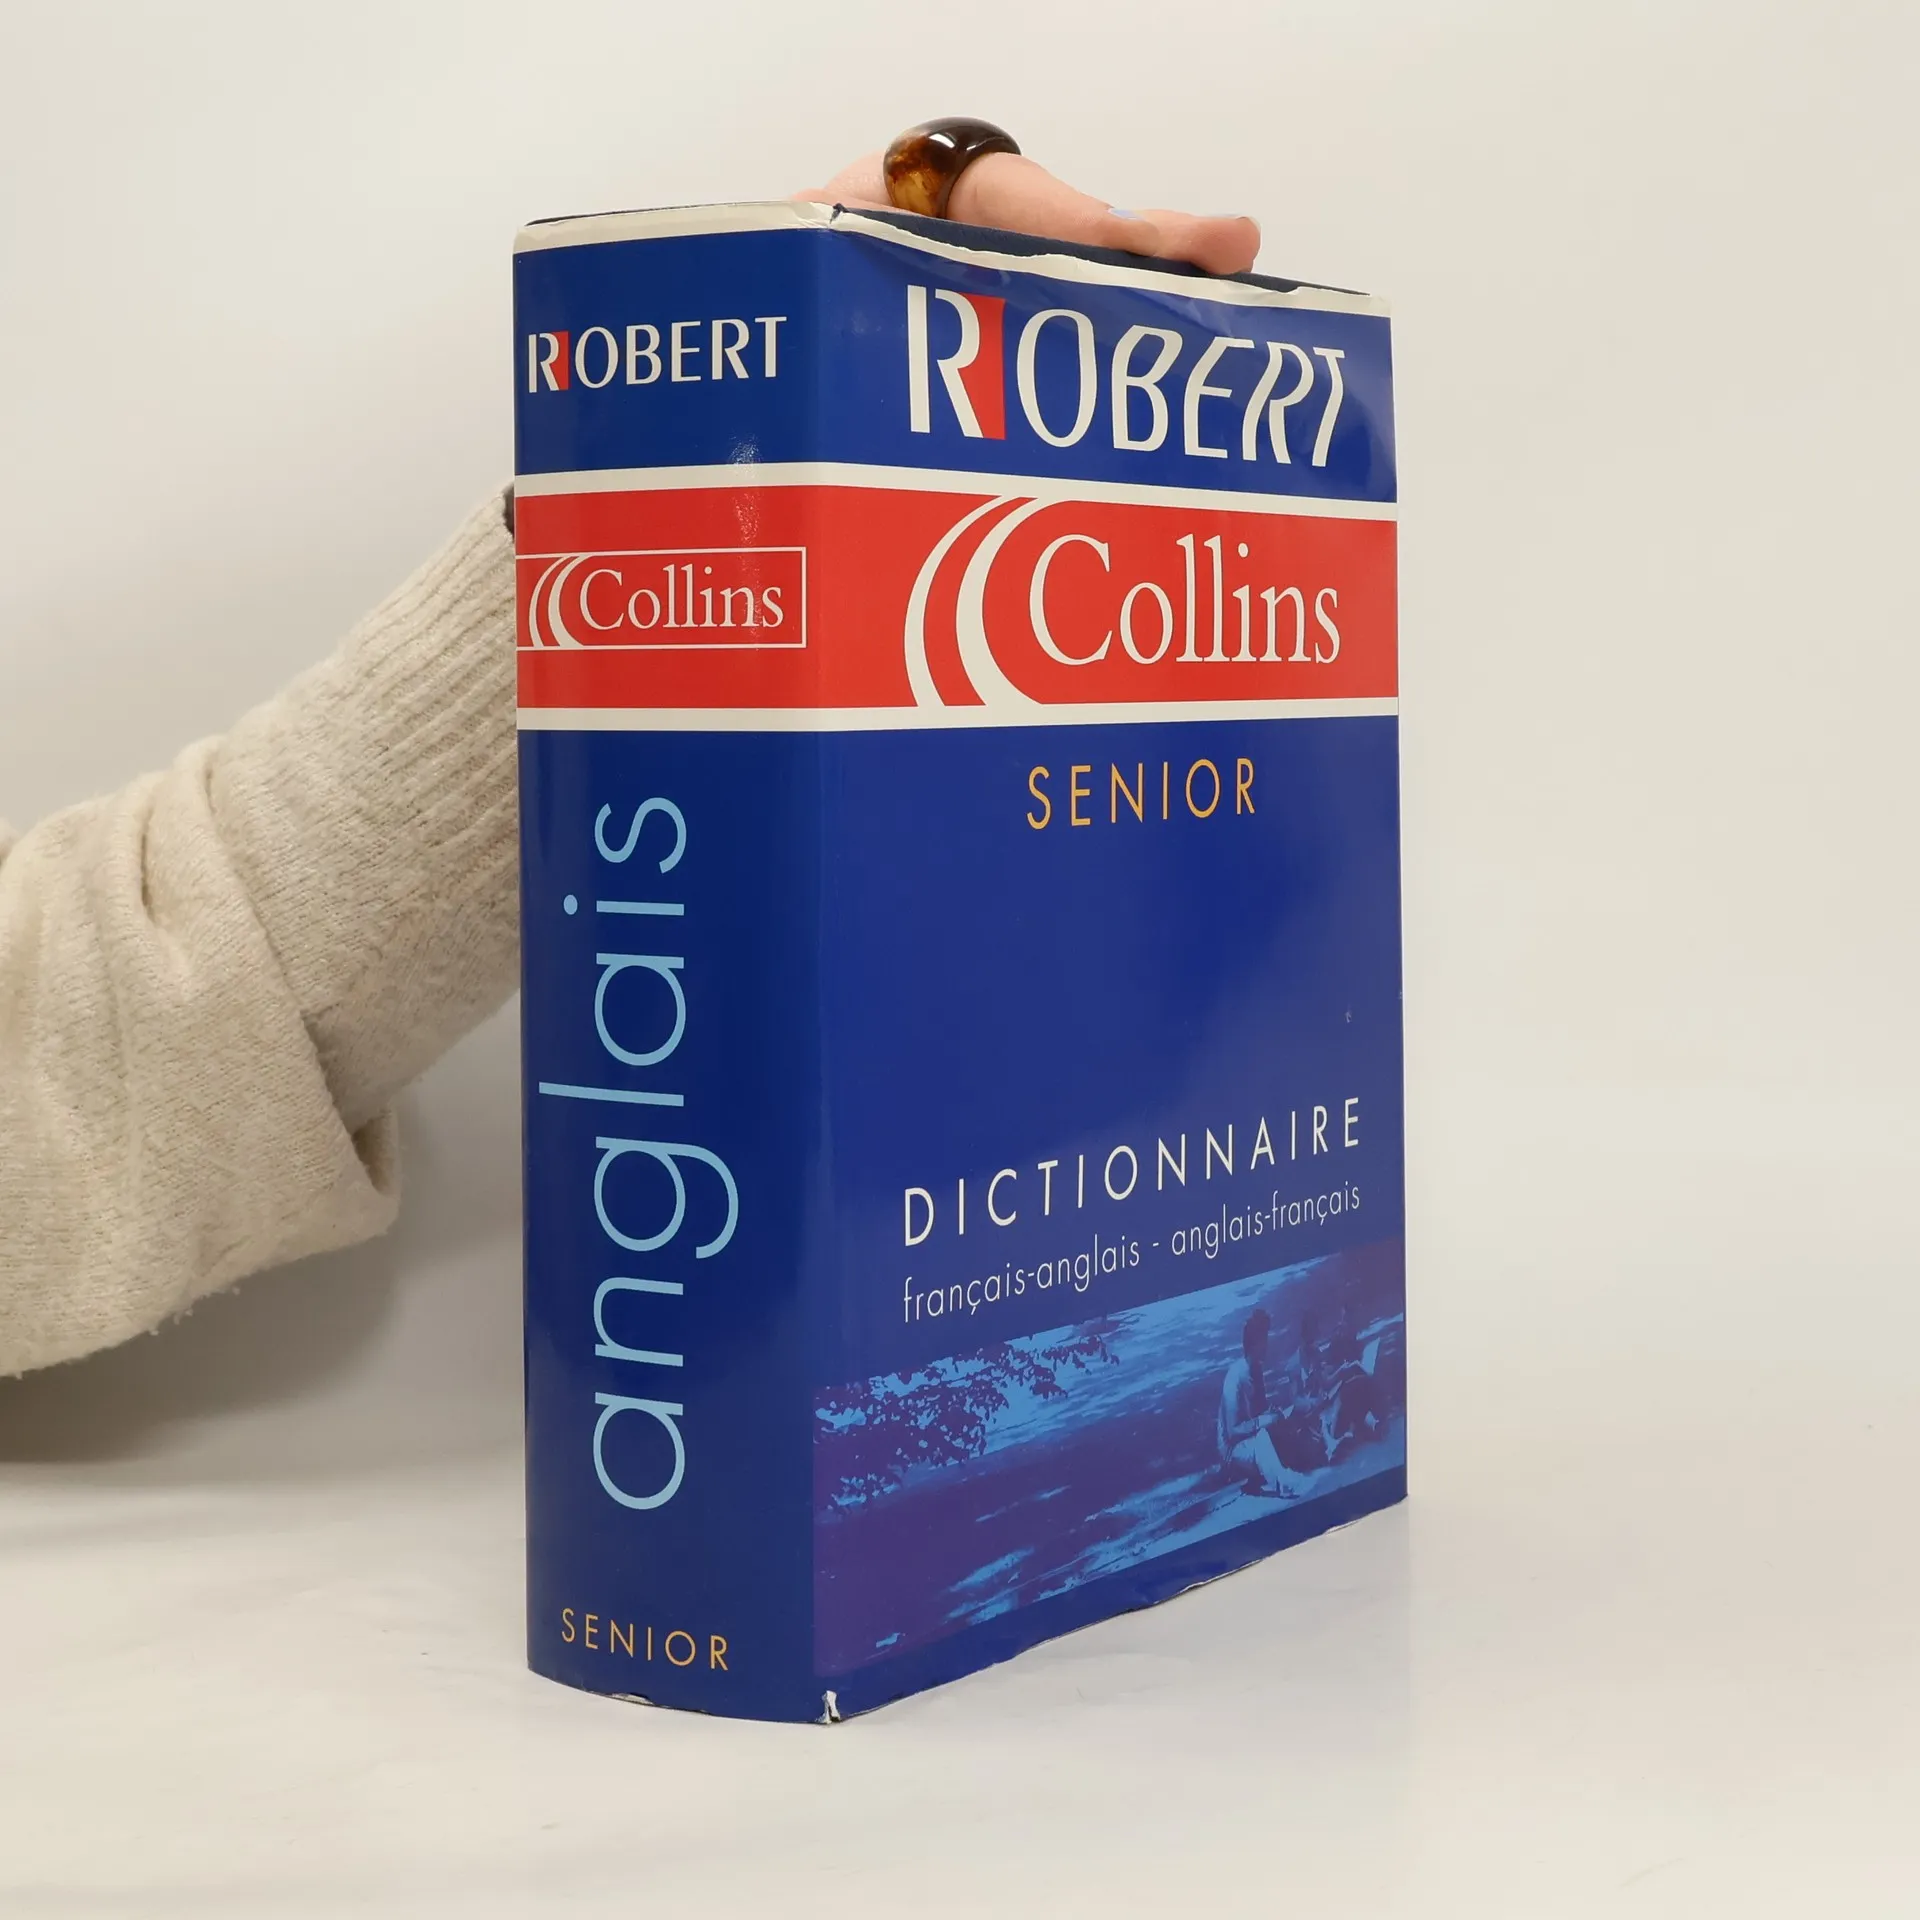 ROBERT
Collins
anglais
SENIOR
ROBERT
Collins
SENIOR
DICTIONNAIRE
français-anglais - anglais-français